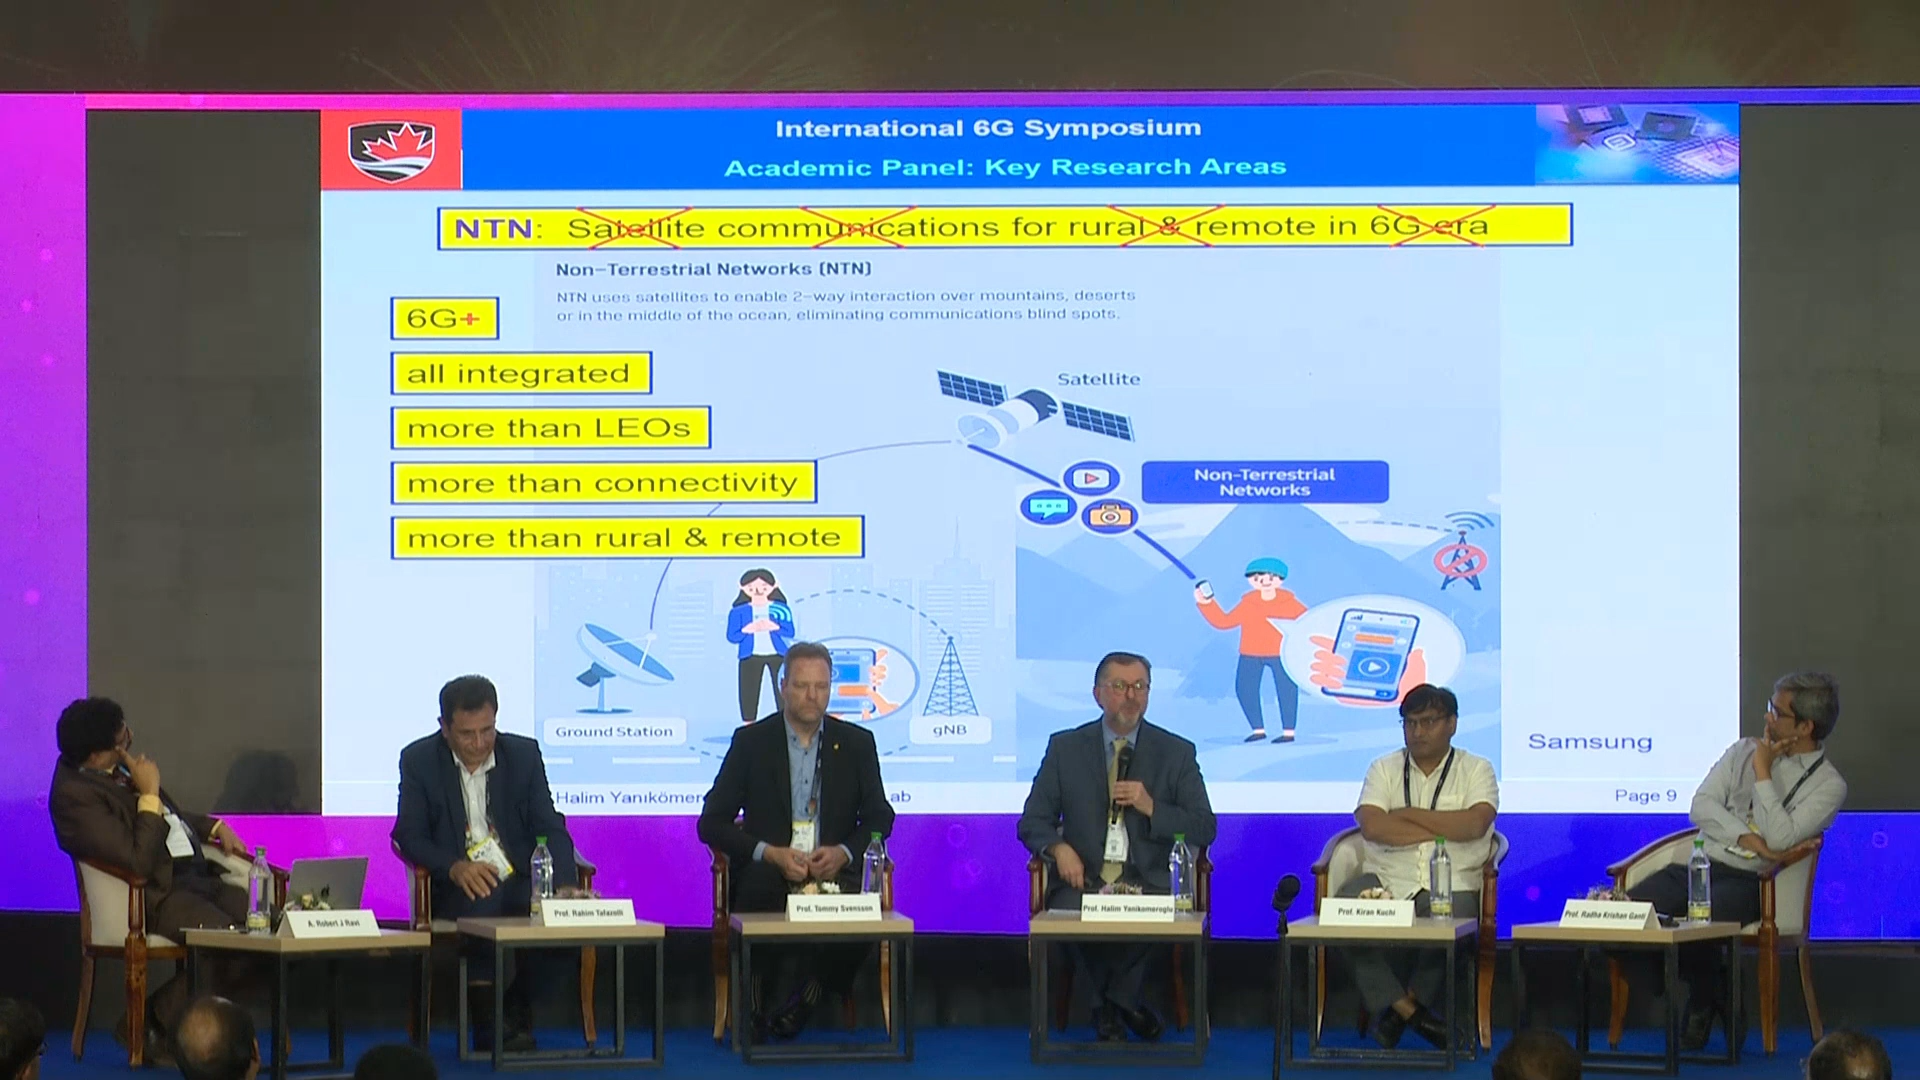 International 6G Symposium
Academic Panel: Key Research Areas
NTN: Satellite communications for rural & remote in 6G era
Non-Terrestrial Networks (NTN)
NTN uses satellites to enable 2-way interaction over mountains, deserts
or in the middle of the ocean, eliminating communications blind spots.
6G+
all integrated
more than LEOs
more than connectivity
more than rural & remote
Satellite
Non-Terrestrial
Networks
Ground Station
gNB
Samsung
Halim Yanıkömer
ab
Page 9
A. Robert J Ravi
Prof. Rahim Tafazolli
Prof. Tommy Svensson
Prof. Halim Yanikomeroglu
Prof. Kiran Kuchi
Prof. Radha Krishan Ganti